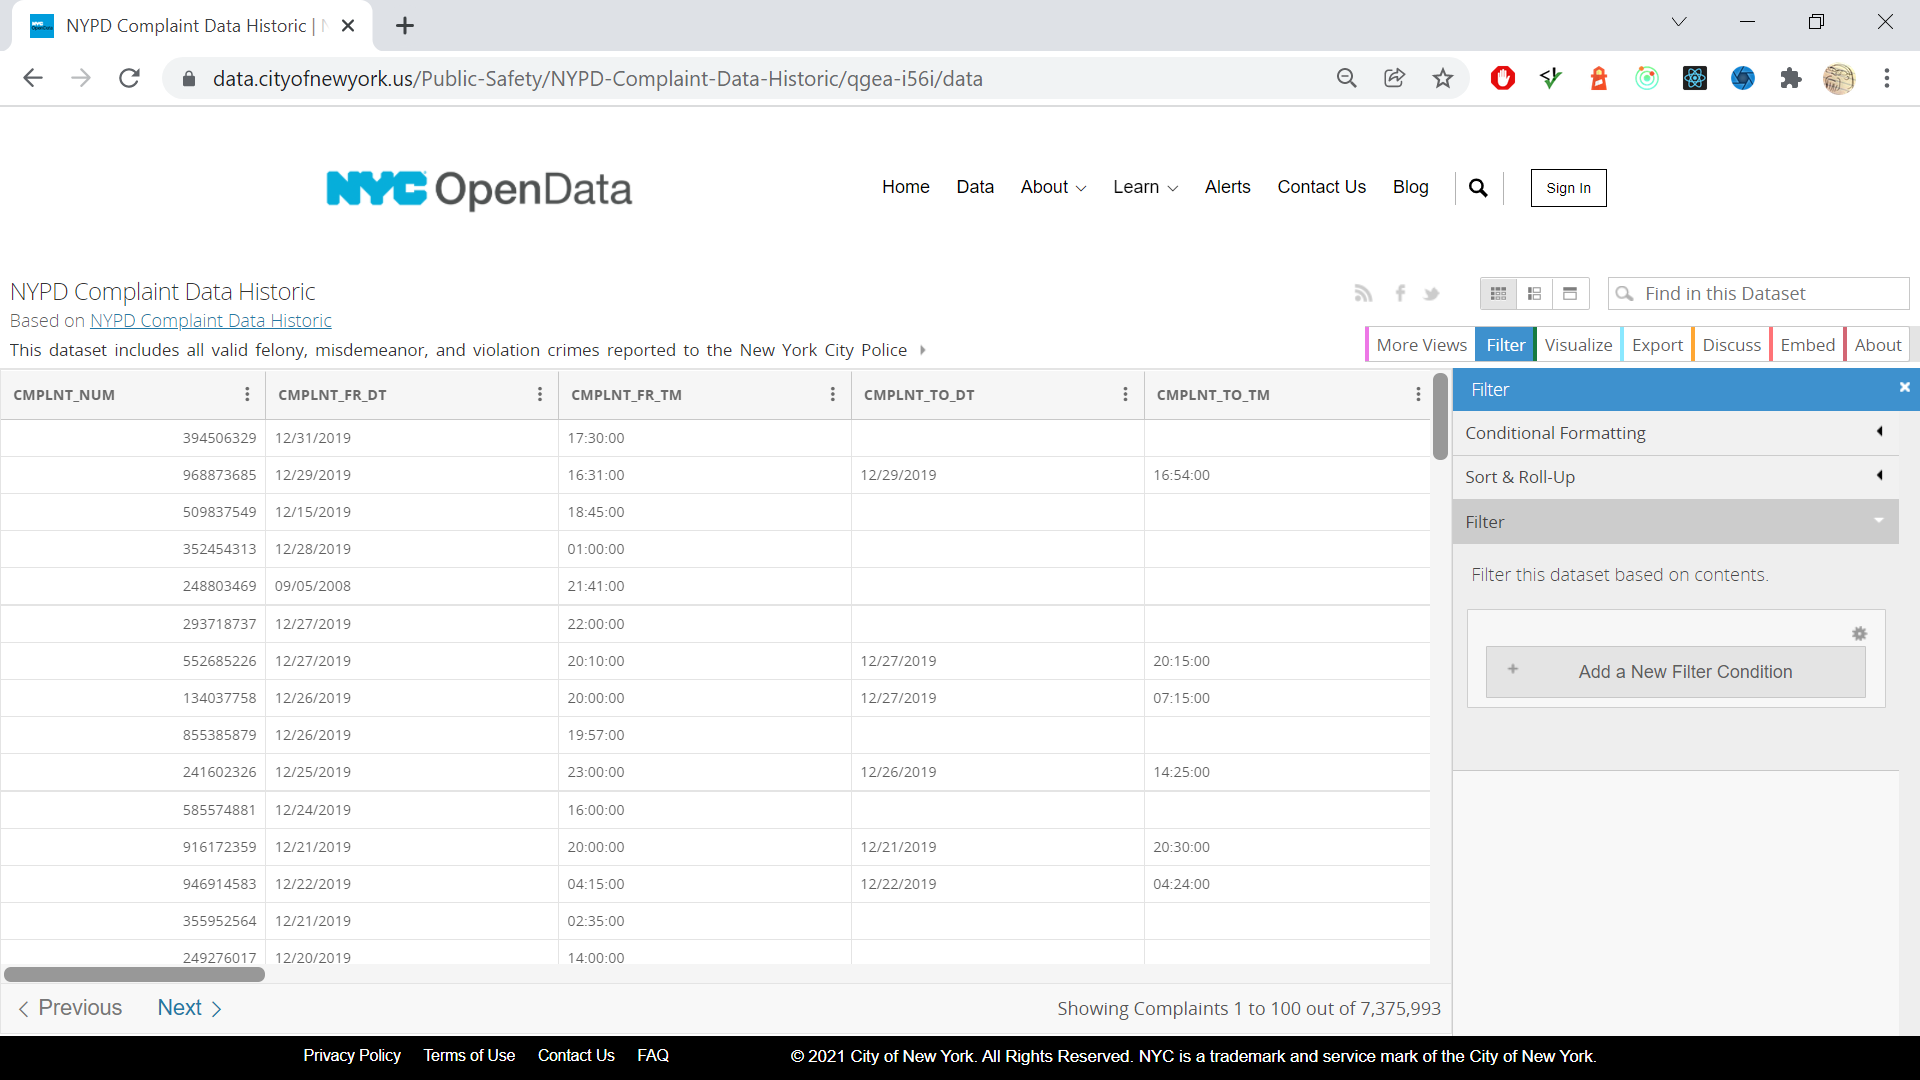 NYPD Complaint Data Historic |
data.cityofnewyork.us/Public-Safety/NYPD-Complaint-Data-Historic/qgea-i56i/data
NYC OpenData
Home Data About Learn Alerts Contact Us Blog Sign In
NYPD Complaint Data Historic
Based on NYPD Complaint Data Historic
This dataset includes all valid felony, misdemeanor, and violation crimes reported to the New York City Police
Find in this Dataset
More Views Filter Visualize Export Discuss Embed About
CMPLNT_NUM CMPLNT_FR_DT CMPLNT_FR_TM CMPLNT_TO_DT CMPLNT_TO_TM
394506329 12/31/2019 17:30:00
968873685 12/29/2019 16:31:00 12/29/2019 16:54:00
509837549 12/15/2019 18:45:00
352454313 12/28/2019 01:00:00
248803469 09/05/2008 21:41:00
293718737 12/27/2019 22:00:00
552685226 12/27/2019 20:10:00 12/27/2019 20:15:00
134037758 12/26/2019 20:00:00 12/27/2019 07:15:00
855385879 12/26/2019 19:57:00
241602326 12/25/2019 23:00:00 12/26/2019 14:25:00
585574881 12/24/2019 16:00:00
916172359 12/21/2019 20:00:00 12/21/2019 20:30:00
946914583 12/22/2019 04:15:00 12/22/2019 04:24:00
355952564 12/21/2019 02:35:00
249276017 12/20/2019 14:00:00
Filter
Conditional Formatting
Sort & Roll-Up
Filter
Filter this dataset based on contents.
Add a New Filter Condition
Previous Next
Showing Complaints 1 to 100 out of 7,375,993
Privacy Policy Terms of Use Contact Us FAQ
© 2021 City of New York. All Rights Reserved. NYC is a trademark and service mark of the City of New York.